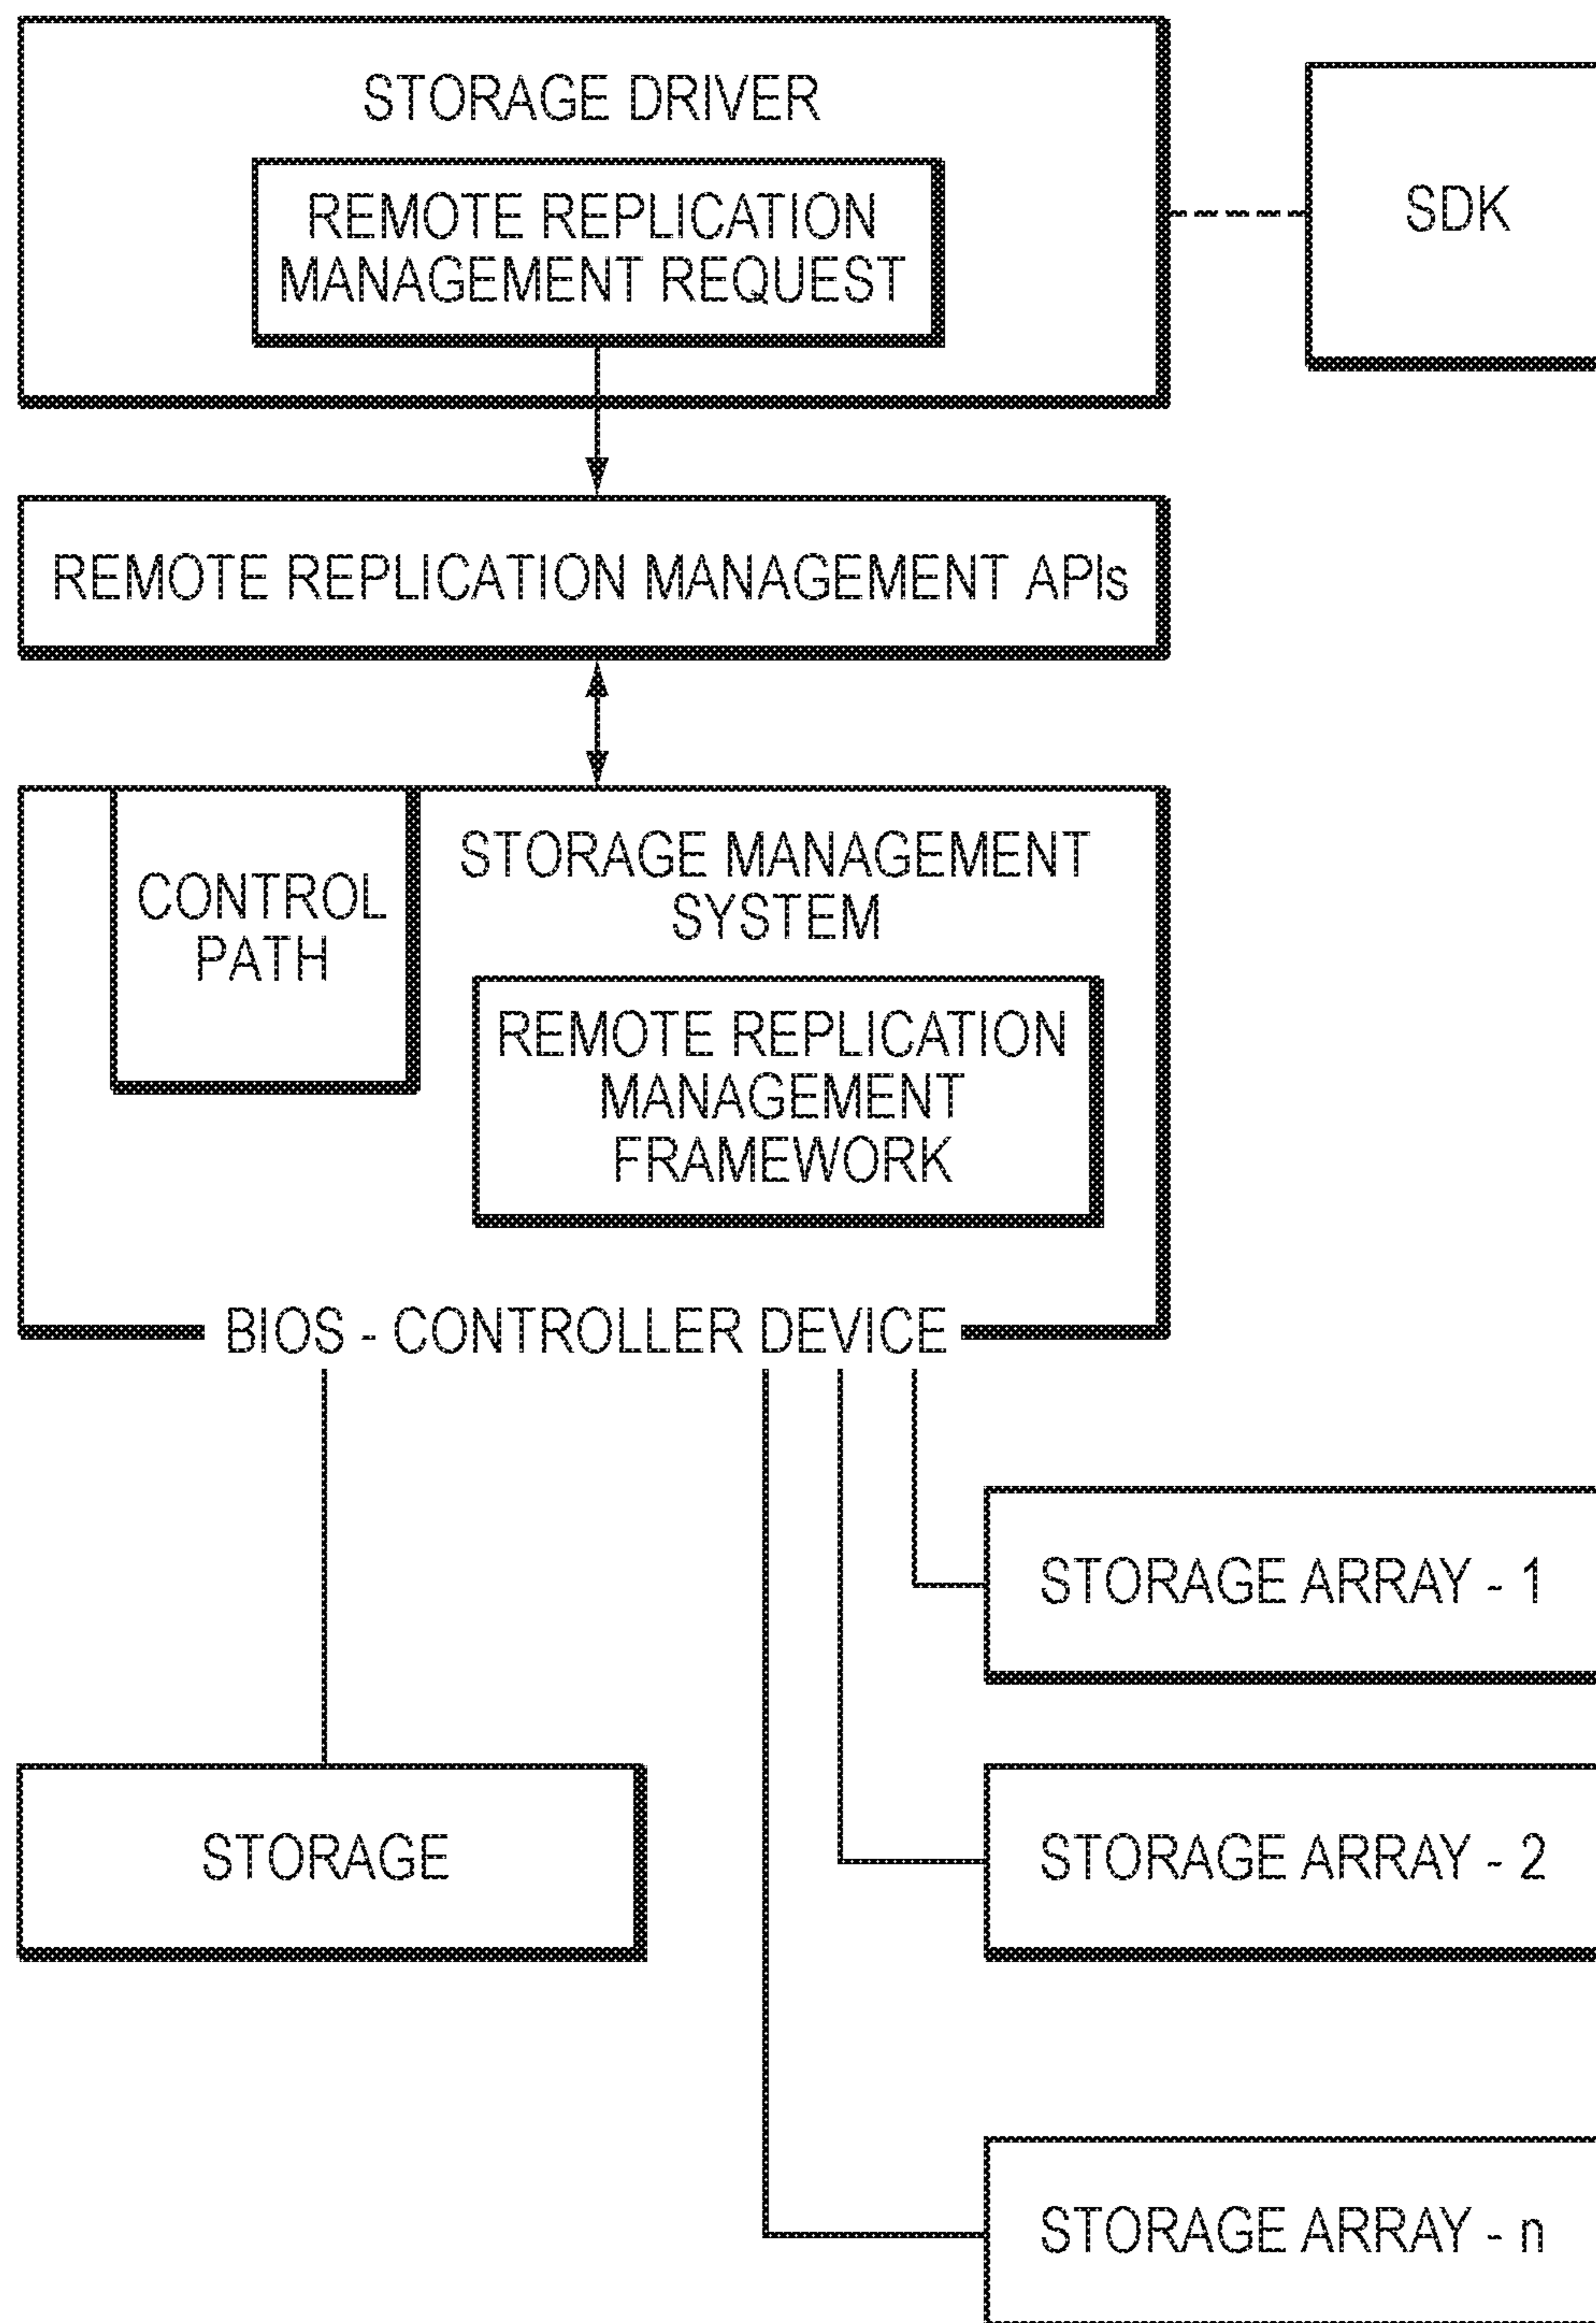 STORAGE DRIVER
REMOTE REPLICATION
MANAGEMENT REQUEST
SDK
REMOTE REPLICATION MANAGEMENT APIs
CONTROL
PATH
STORAGE MANAGEMENT
SYSTEM
REMOTE REPLICATION
MANAGEMENT
FRAMEWORK
BIOS - CONTROLLER DEVICE
STORAGE ARRAY - 1
STORAGE
STORAGE ARRAY - 2
STORAGE ARRAY - n